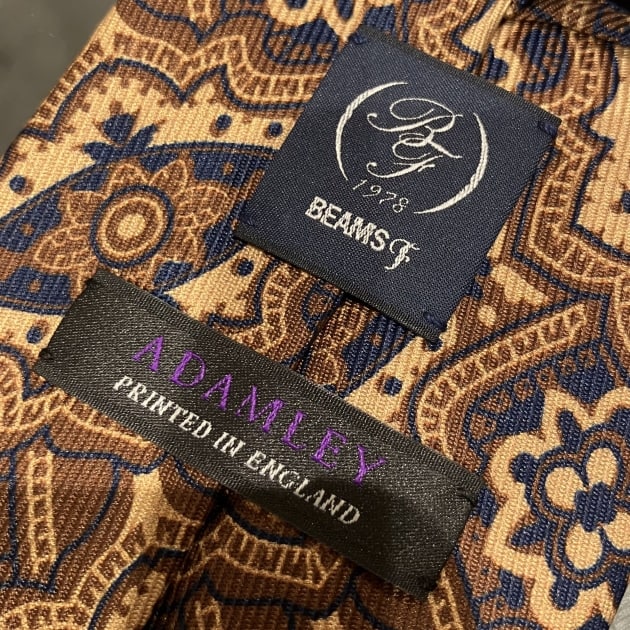 BF
1978
BEAMS F
ADAMLEY
PRINTED IN ENGLAND